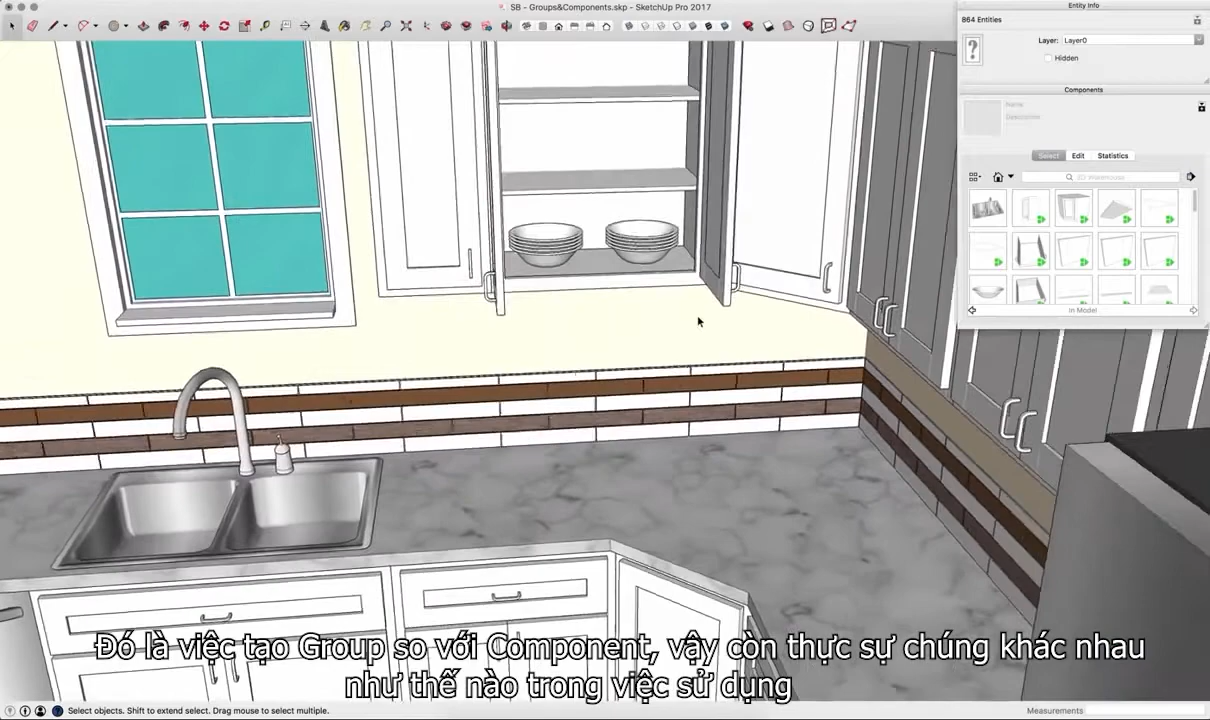 SB - Groups&Components.skp - SketchUp Pro 2017
Entity Info
864 Entities
Layer: Layer0
Hidden
Components
Name
Description
Select Edit Statistics
3D Warehouse
In Model
Đó là việc tạo Group so với Component, vậy còn thực sự chúng khác nhau
như thế nào trong việc sử dụng
Select objects. Shift to extend select. Drag mouse to select multiple.
Measurements